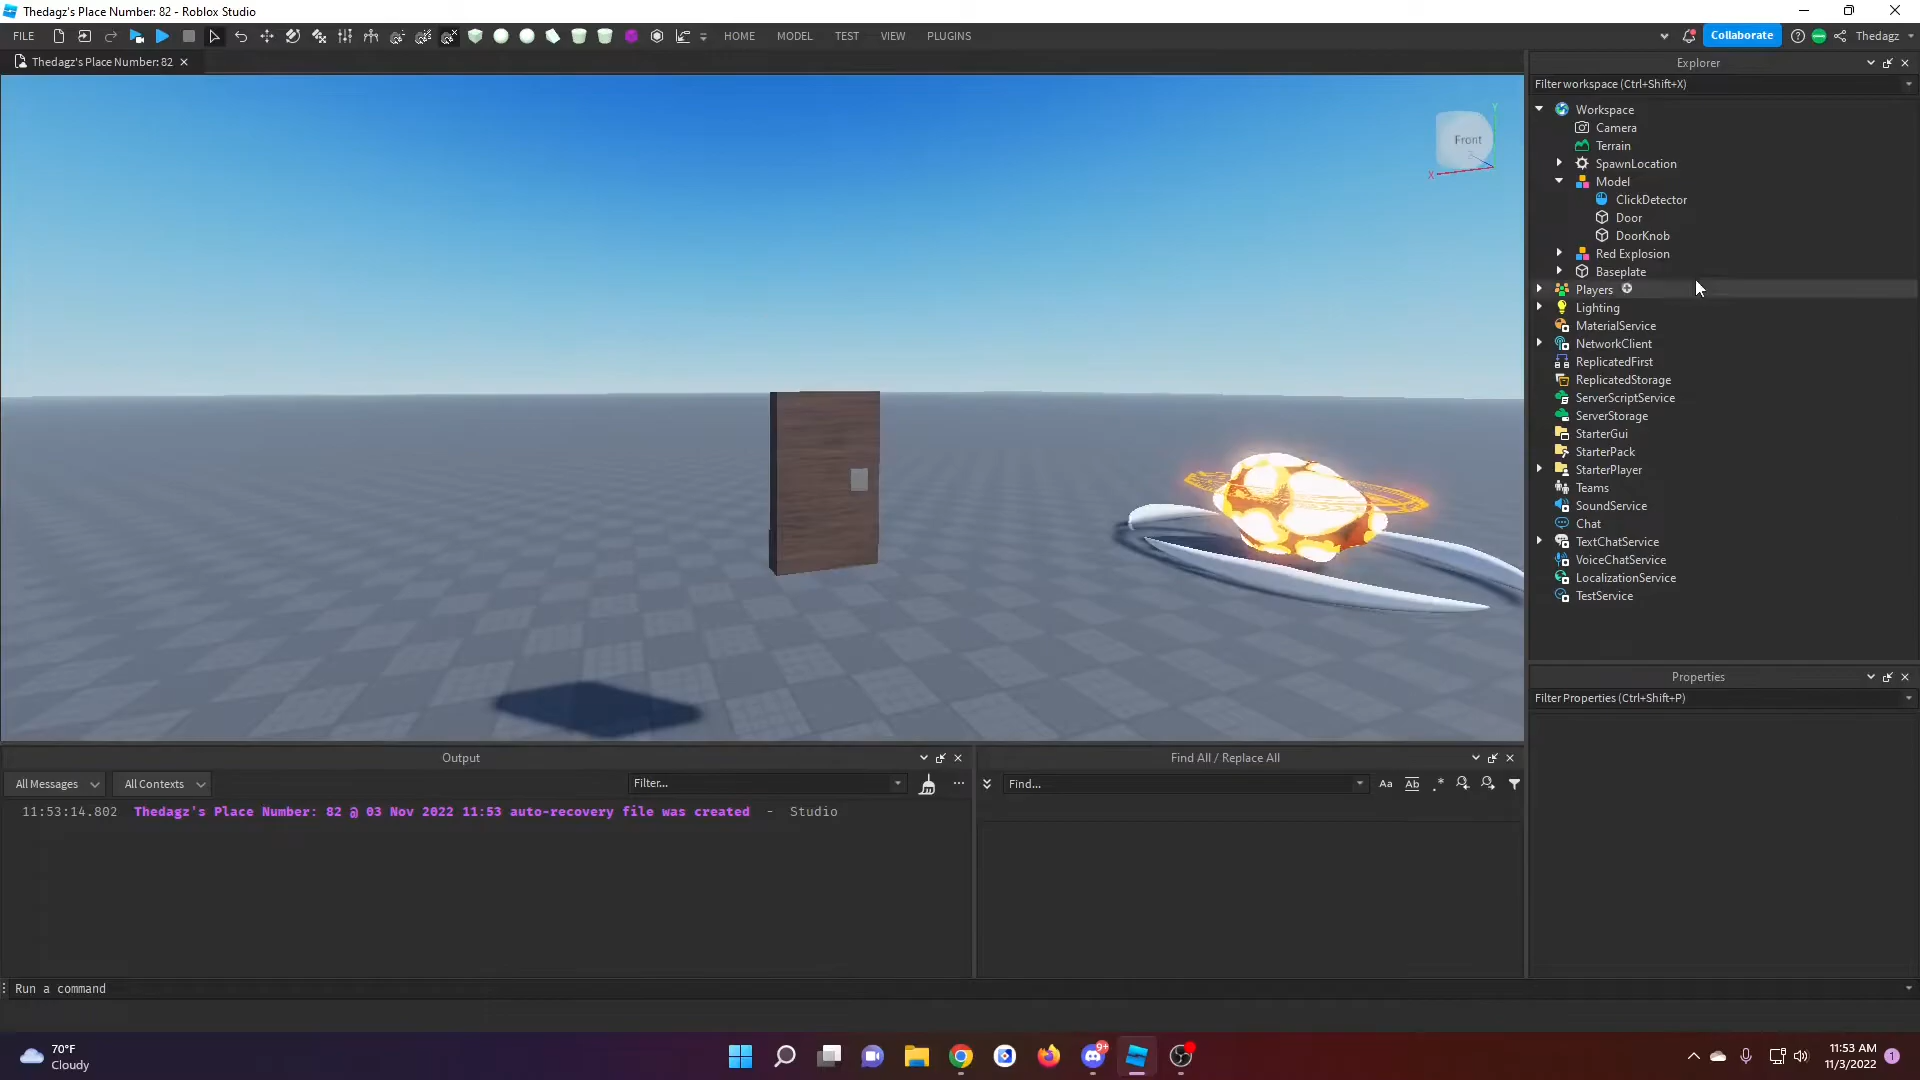 Thedagz's Place Number: 82 - Roblox Studio
FILE HOME MODEL TEST VIEW PLUGINS Collaborate Thedagz
Thedagz's Place Number: 82
Front
Y
X
Z
Explorer
Filter workspace (Ctrl+Shift+X)
Workspace
Camera
Terrain
SpawnLocation
Model
ClickDetector
Door
DoorKnob
Red Explosion
Baseplate
Players
Lighting
MaterialService
NetworkClient
ReplicatedFirst
ReplicatedStorage
ServerScriptService
ServerStorage
StarterGui
StarterPack
StarterPlayer
Teams
SoundService
Chat
TextChatService
VoiceChatService
LocalizationService
TestService
Properties
Filter Properties (Ctrl+Shift+P)
Output
All Messages All Contexts Filter...
11:53:14.802 Thedagz's Place Number: 82 @ 03 Nov 2022 11:53 auto-recovery file was created - Studio
Find All / Replace All
Find... Aa Ab .*
Run a command
70°F
Cloudy
9+
11:53 AM
11/3/2022
1